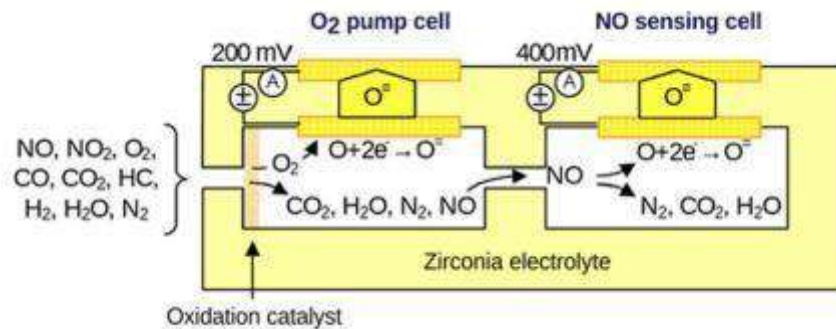 O₂ pump cell
NO sensing cell
200 mV
400mV
A
A
±
O⁼
±
O⁼
NO, NO₂, O₂,
CO, CO₂, HC,
H₂, H₂O, N₂
O₂
O+2e⁻→O⁼
CO₂, H₂O, N₂, NO
NO
O+2e⁻→O⁼
N₂, CO₂, H₂O
Zirconia electrolyte
Oxidation catalyst